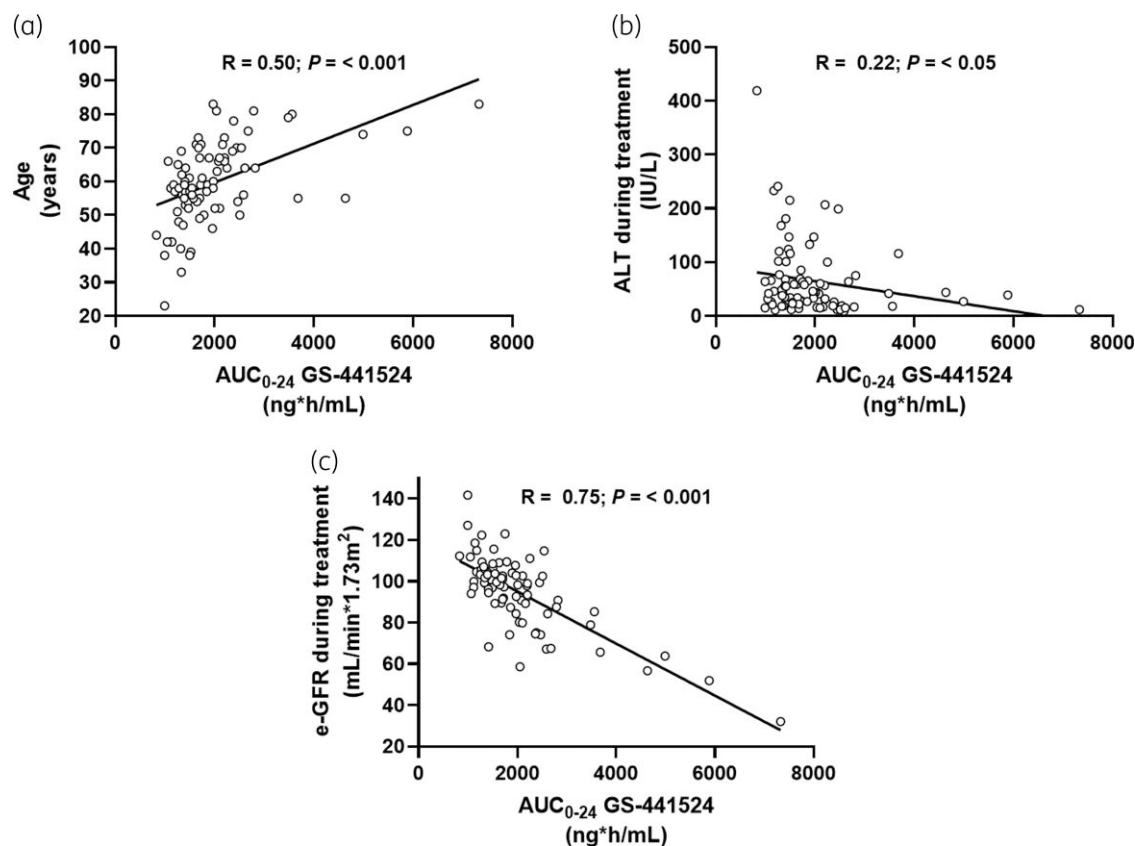 (a)
R = 0.50; P = < 0.001
100
90
80
70
60
50
40
30
20
Age
(years)
0 2000 4000 6000 8000
AUC0-24 GS-441524
(ng*h/mL)
(b)
R = 0.22; P = < 0.05
500
400
300
200
100
0
ALT during treatment
(IU/L)
0 2000 4000 6000 8000
AUC0-24 GS-441524
(ng*h/mL)
(c)
R = 0.75; P = < 0.001
140
120
100
80
60
40
20
e-GFR during treatment
(mL/min*1.73m²)
0 2000 4000 6000 8000
AUC0-24 GS-441524
(ng*h/mL)